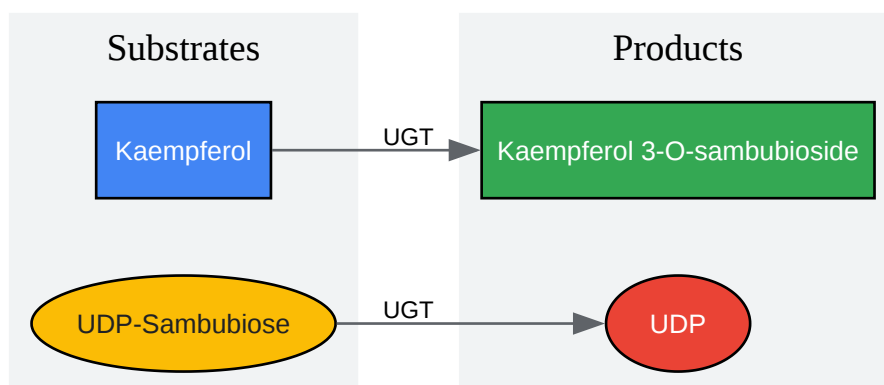 Substrates
Products
Kaempferol
UGT
Kaempferol 3-O-sambubioside
UDP-Sambubiose
UGT
UDP